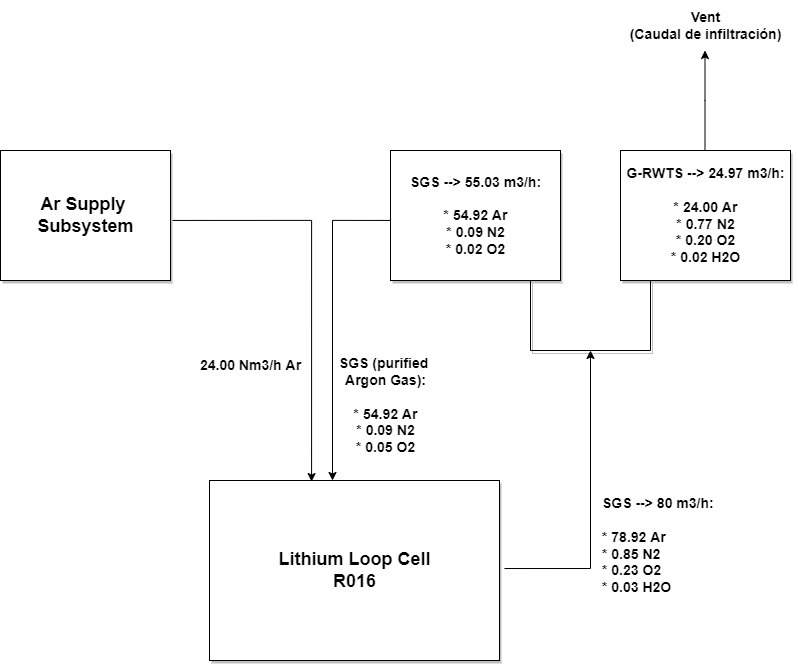 Vent
(Caudal de infiltración)
Ar Supply
Subsystem
SGS --> 55.03 m3/h:
* 54.92 Ar
* 0.09 N2
* 0.02 O2
G-RWTS --> 24.97 m3/h:
* 24.00 Ar
* 0.77 N2
* 0.20 O2
* 0.02 H2O
24.00 Nm3/h Ar
SGS (purified
Argon Gas):
* 54.92 Ar
* 0.09 N2
* 0.05 O2
SGS --> 80 m3/h:
* 78.92 Ar
* 0.85 N2
* 0.23 O2
* 0.03 H2O
Lithium Loop Cell
R016